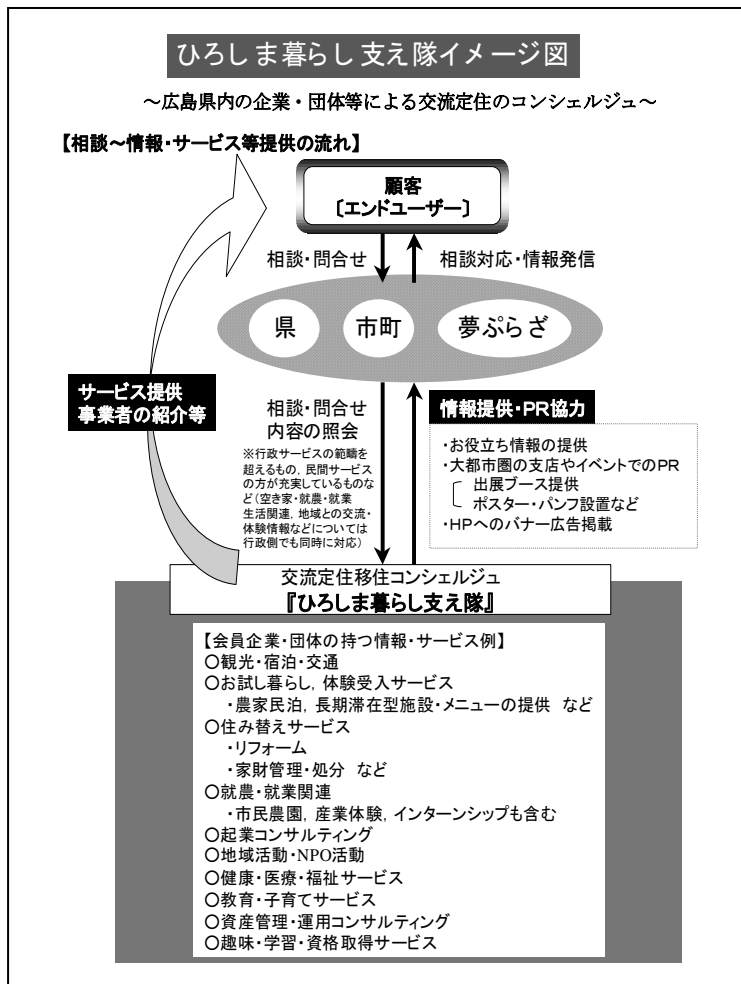 ひろしま暮らし支え隊イメージ図
～広島県内の企業・団体等による交流定住のコンシェルジュ～
【相談～情報・サービス等提供の流れ】
顧客
〔エンドユーザー〕
相談・問合せ
相談対応・情報発信
県
市町
夢ぷらざ
サービス提供
事業者の紹介等
相談・問合せ
内容の照会
※行政サービスの範疇を
超えるもの，民間サービス
の方が充実しているものな
ど（空き家・就農・就業
生活関連，地域との交流・
体験情報などについては
行政側でも同時に対応）
情報提供・PR協力
・お役立ち情報の提供
・大都市圏の支店やイベントでのPR
出展ブース提供
ポスター・パンフ設置など
・HPへのバナー広告掲載
交流定住移住コンシェルジュ
『ひろしま暮らし支え隊』
【会員企業・団体の持つ情報・サービス例】
○観光・宿泊・交通
○お試し暮らし，体験受入サービス
・農家民泊，長期滞在型施設・メニューの提供　など
○住み替えサービス
・リフォーム
・家財管理・処分　など
○就農・就業関連
・市民農園，産業体験，インターンシップも含む
○起業コンサルティング
○地域活動・NPO活動
○健康・医療・福祉サービス
○教育・子育てサービス
○資産管理・運用コンサルティング
○趣味・学習・資格取得サービス